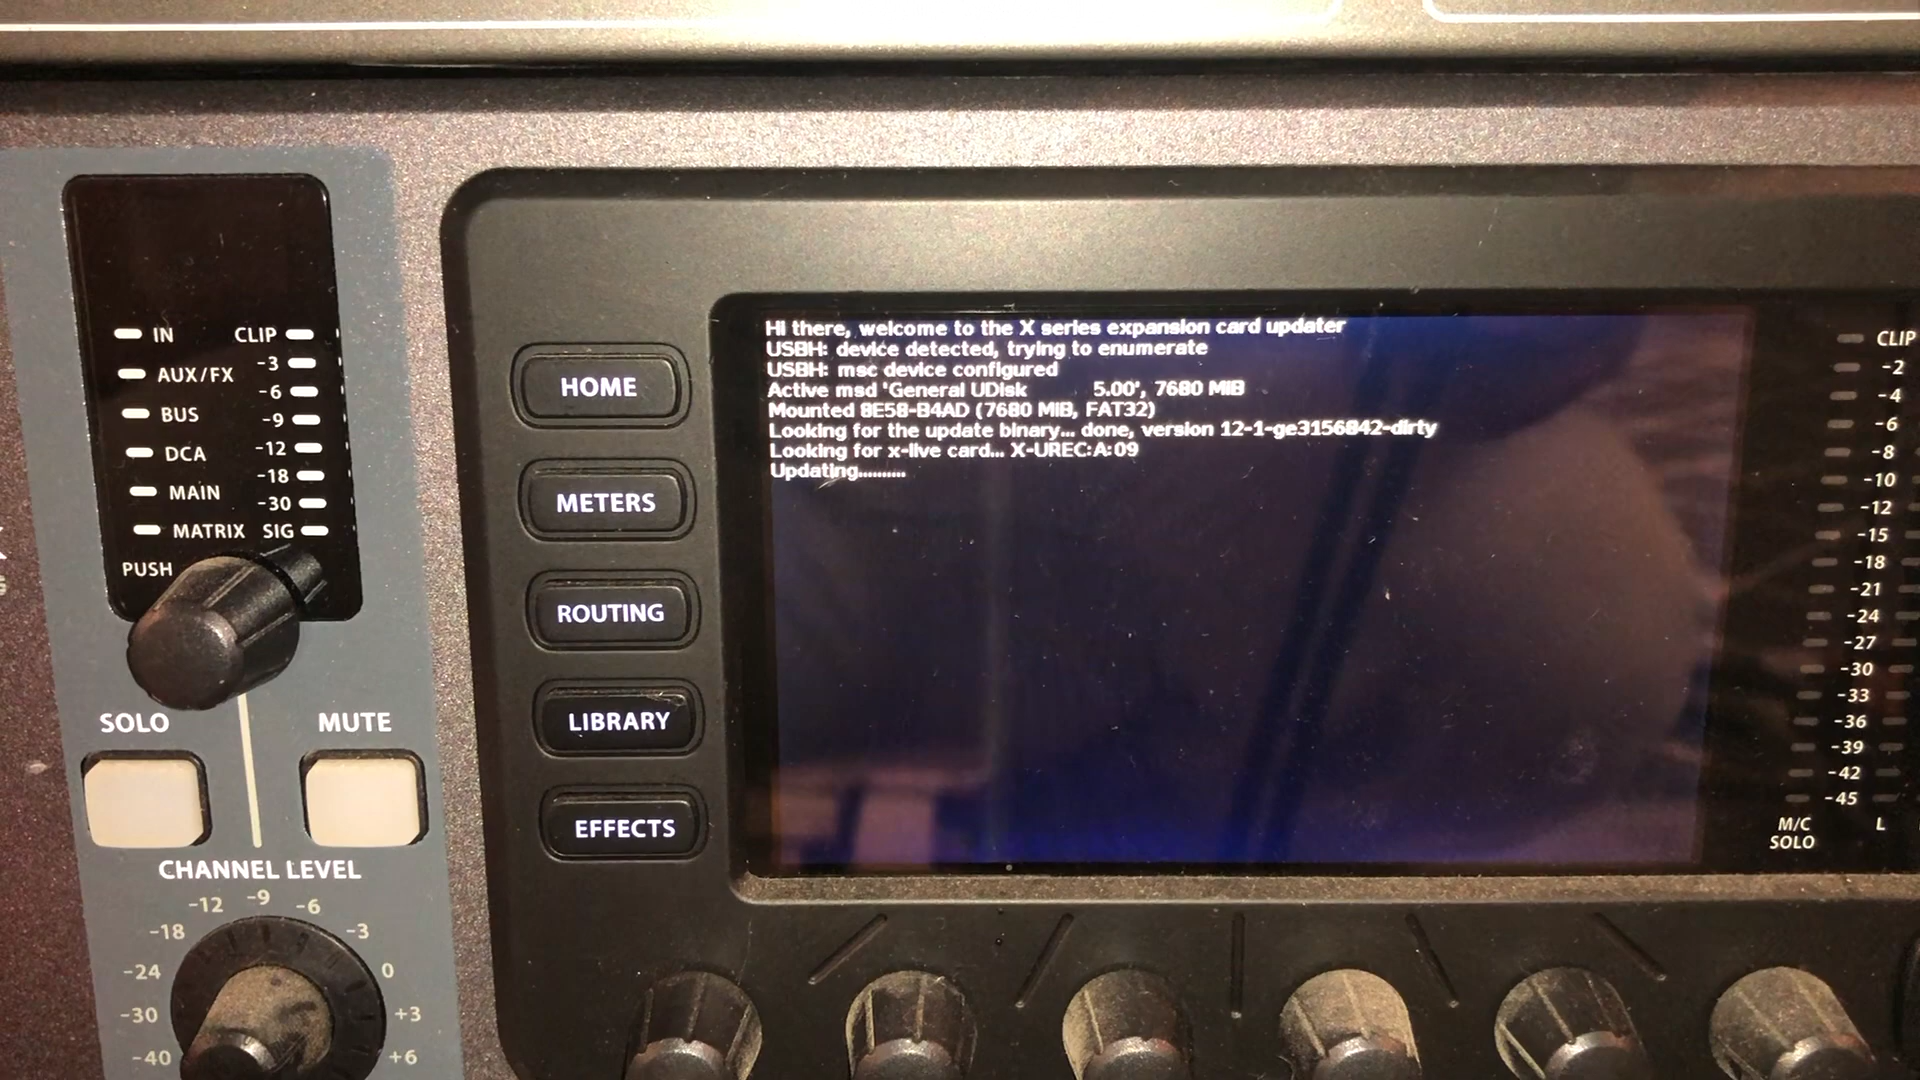 IN CLIP
-3
AUX/FX
-6
BUS -9
DCA -12
-18
MAIN -30
MATRIX SIG
PUSH
SOLO MUTE
CHANNEL LEVEL
-12 -9 -6
-18 -3
-24 0
-30 +3
-40 +6
HOME
METERS
ROUTING
LIBRARY
EFFECTS
Hi there, welcome to the X series expansion card updater
USBH: device detected, trying to enumerate
USBH: msc device configured
Active msd 'General UDisk 5.00', 7680 MiB
Mounted 8E58-B4AD (7680 MiB, FAT32)
Looking for the update binary... done, version 12-1-ge3156842-dirty
Looking for x-live card... X-UREC:A:09
Updating..........
CLIP
-2
-4
-6
-8
-10
-12
-15
-18
-21
-24
-27
-30
-33
-36
-39
-42
-45
M/C L
SOLO